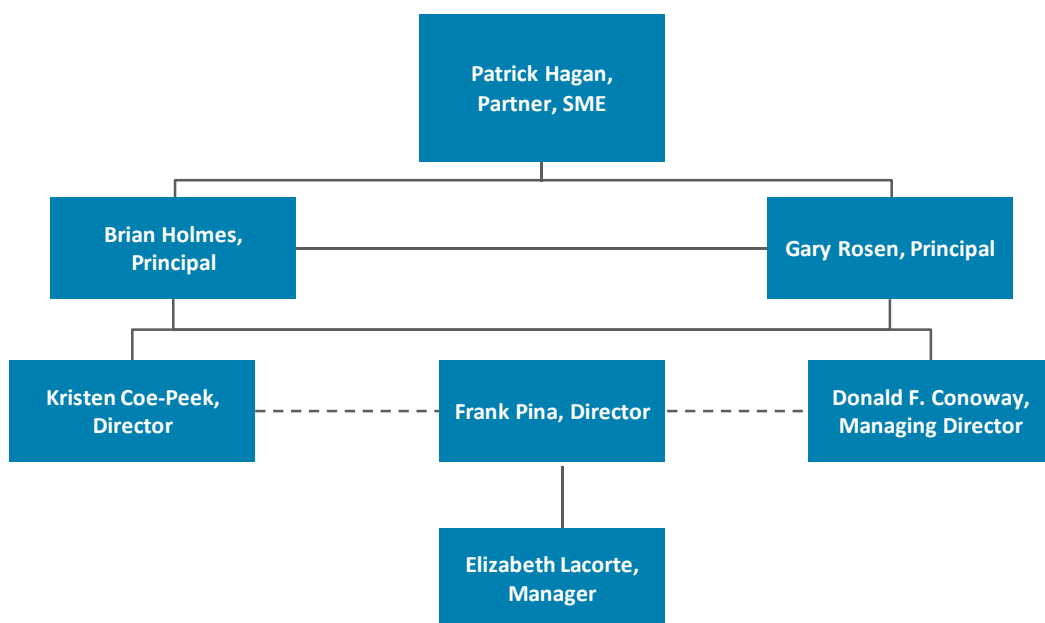 Patrick Hagan,
Partner, SME
Brian Holmes,
Principal
Gary Rosen, Principal
Kristen Coe-Peek,
Director
Frank Pina, Director
Donald F. Conoway,
Managing Director
Elizabeth Lacorte,
Manager